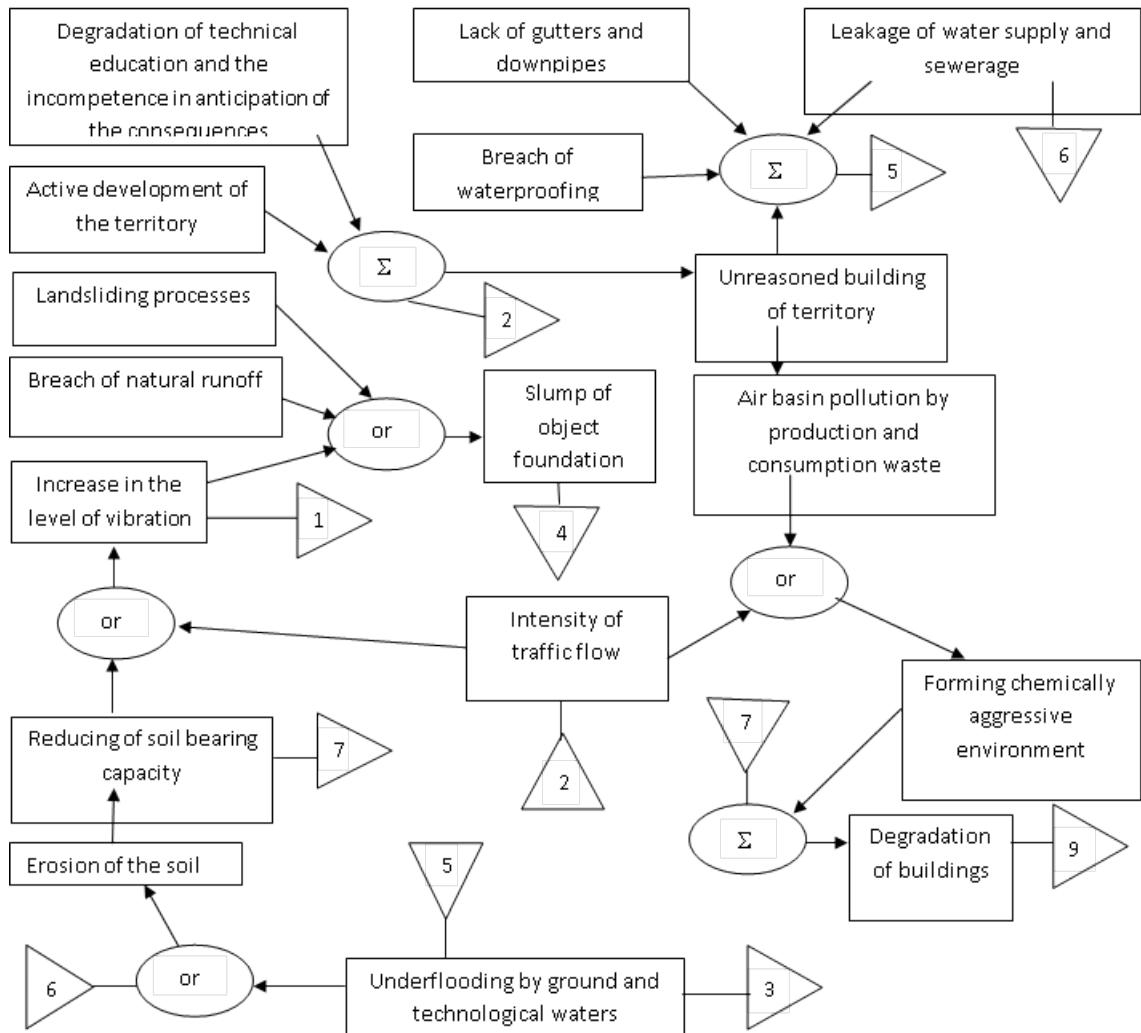 Degradation of technical
education and the
incompetence in anticipation of
the consequences
Lack of gutters and
downpipes
Leakage of water supply and
sewerage
Breach of
waterproofing
Σ
5
6
Active development of
the territory
Σ
2
Unreasoned building
of territory
Landsliding processes
Breach of natural runoff
or
Slump of
object
foundation
4
Air basin pollution by
production and
consumption waste
Increase in the
level of vibration
1
or
or
Intensity of
traffic flow
2
Forming chemically
aggressive
environment
7
Σ
Reducing of soil bearing
capacity
7
Degradation
of buildings
9
Erosion of the soil
5
6
or
Underflooding by ground and
technological waters
3